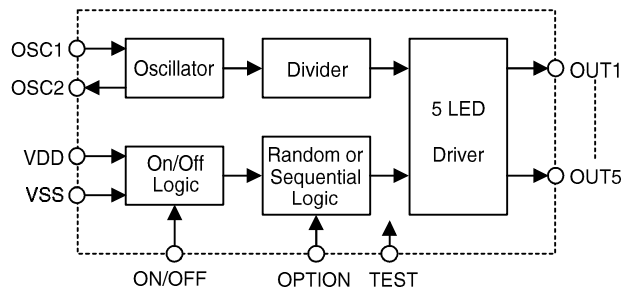 OSC1
Oscillator
Divider
OUT1
OSC2
5 LED
Driver
VDD
On/Off
Logic
Random or
Sequential
Logic
VSS
OUT5
ON/OFF
OPTION
TEST